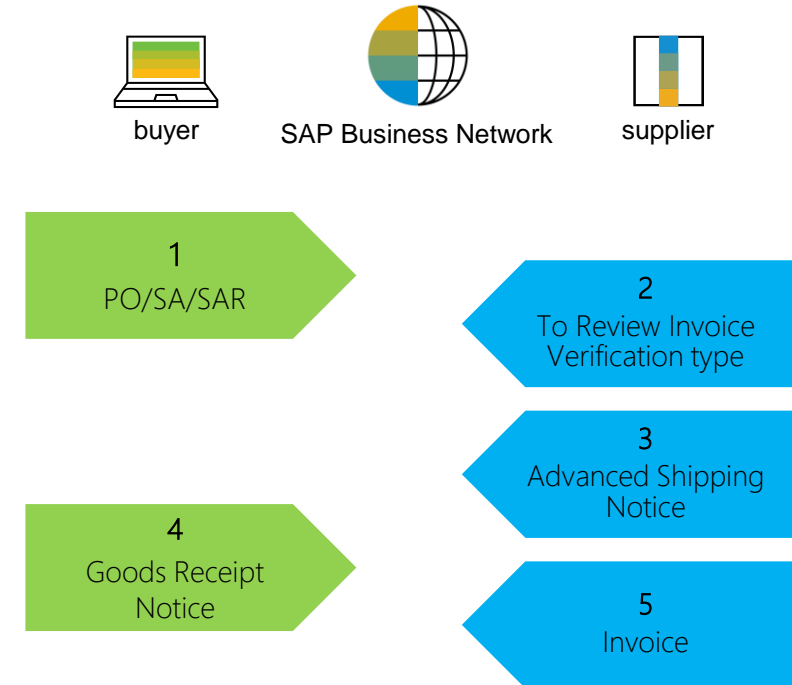 buyer
SAP Business Network
supplier
1
PO/SA/SAR
2
To Review Invoice
Verification type
3
Advanced Shipping
Notice
4
Goods Receipt
Notice
5
Invoice